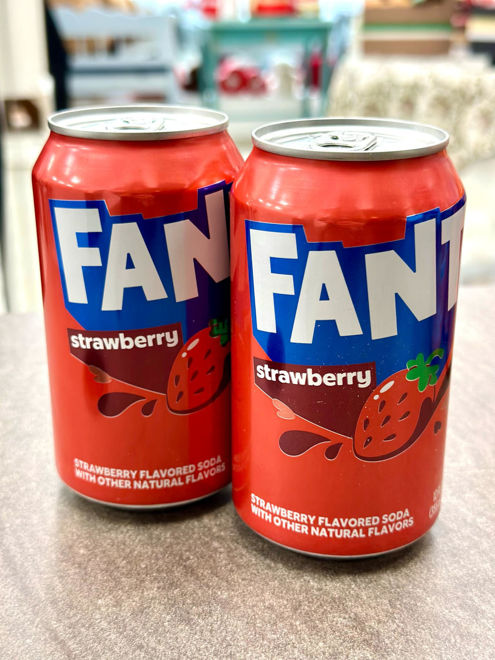 FAN
strawberry
STRAWBERRY FLAVORED SODA
WITH OTHER NATURAL FLAVORS
FANT
strawberry
STRAWBERRY FLAVORED SODA
WITH OTHER NATURAL FLAVORS